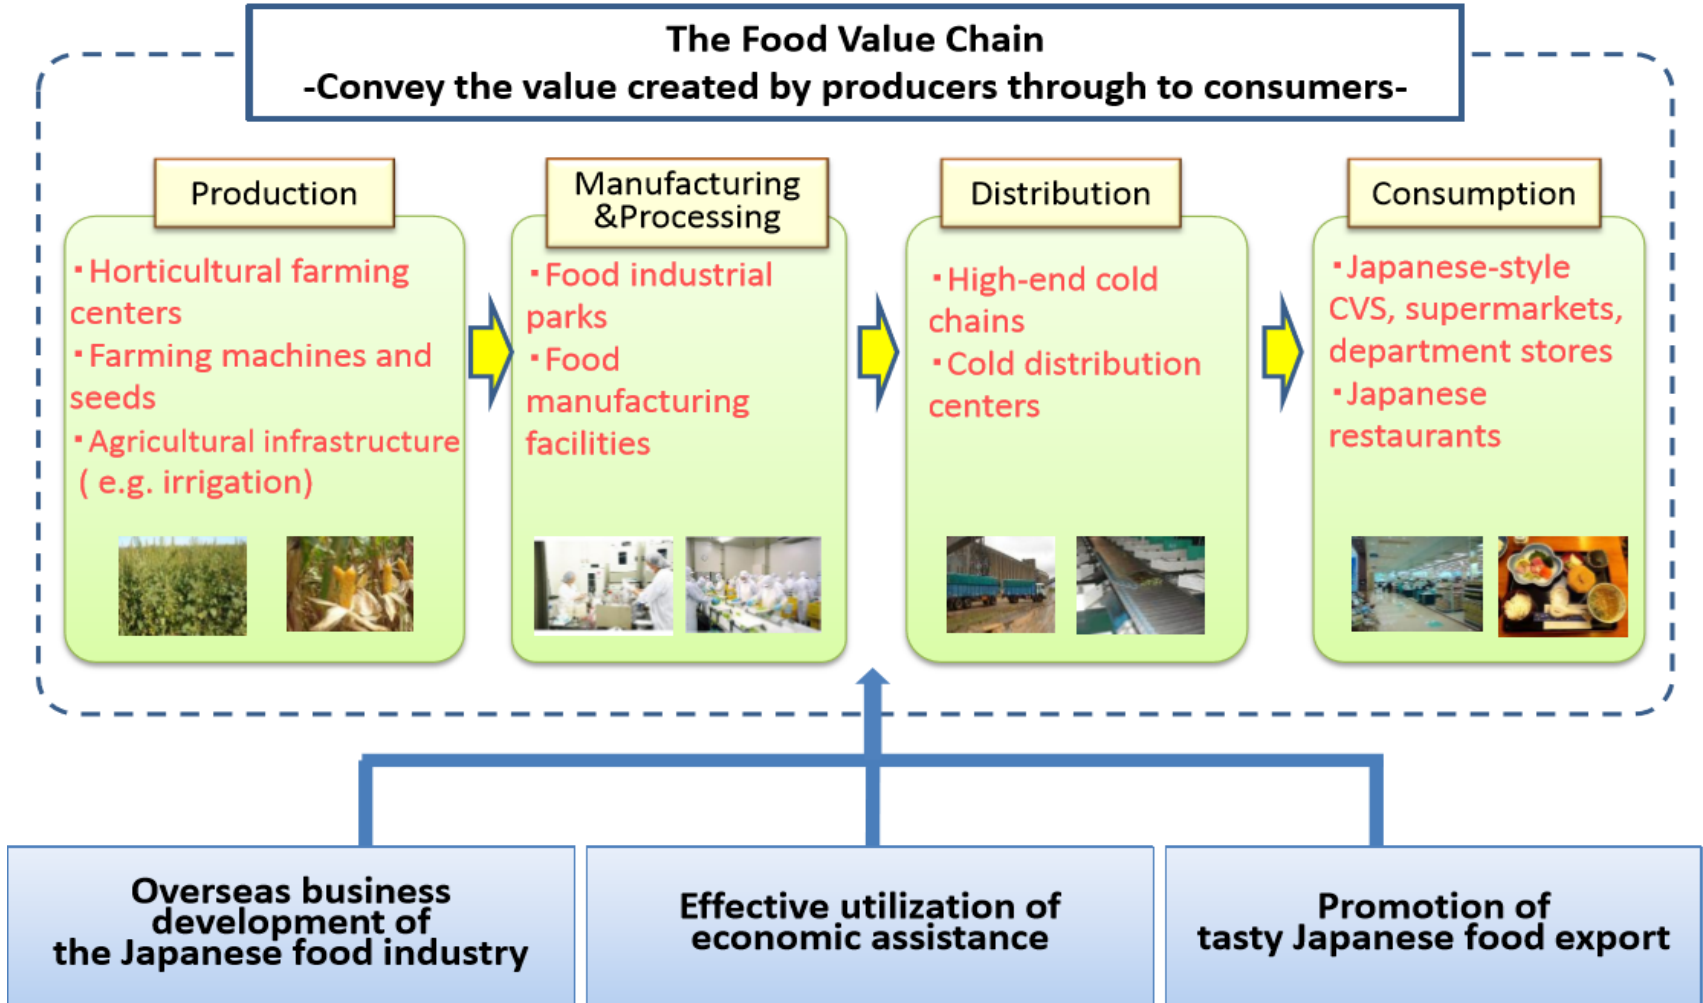 The Food Value Chain
-Convey the value created by producers through to consumers-
Production
・Horticultural farming
centers
・Farming machines and
seeds
・Agricultural infrastructure
( e.g. irrigation)
Manufacturing
&Processing
・Food industrial
parks
・Food
manufacturing
facilities
Distribution
・High-end cold
chains
・Cold distribution
centers
Consumption
・Japanese-style
CVS, supermarkets,
department stores
・Japanese
restaurants
Overseas business
development of
the Japanese food industry
Effective utilization of
economic assistance
Promotion of
tasty Japanese food export